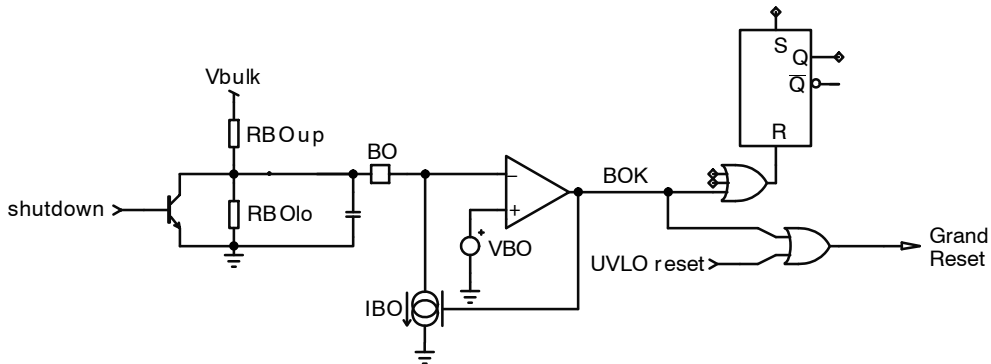 S
Q
Q
R
Vbulk
RBOup
BO
BOK
shutdown
RBOlo
−
+
+
VBO
UVLO reset
Grand
Reset
IBO